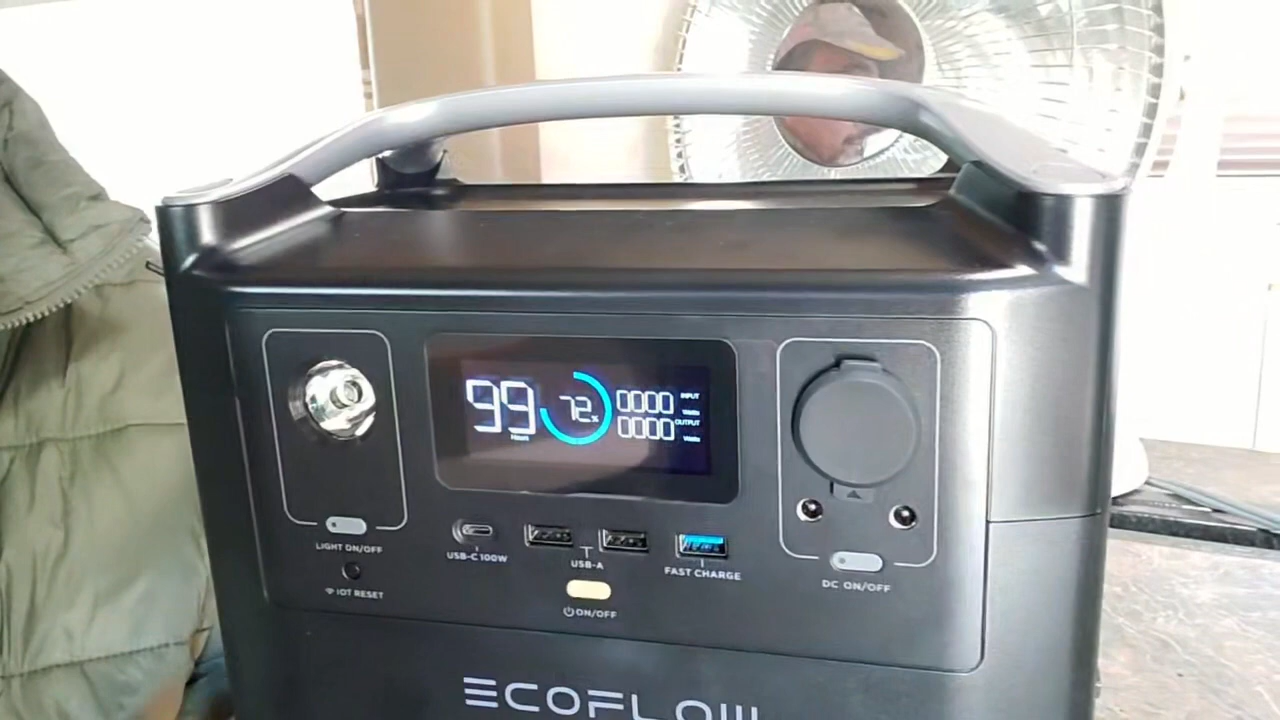 99
Hours
72%
0000
INPUT
Watts
0000
OUTPUT
Watts
LIGHT ON/OFF
IOT RESET
USB-C 100W
USB-A
FAST CHARGE
ON/OFF
DC ON/OFF
ECOFLOW